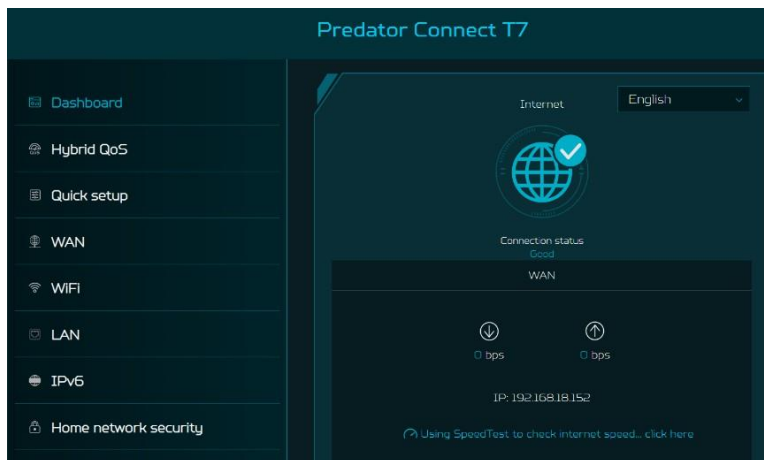 Predator Connect T7
Dashboard
Hybrid QoS
Quick setup
WAN
WiFi
LAN
IPv6
Home network security
Internet
English
Connection status
Good
WAN
0 bps
0 bps
IP: 192.168.18.152
Using SpeedTest to check internet speed... click here